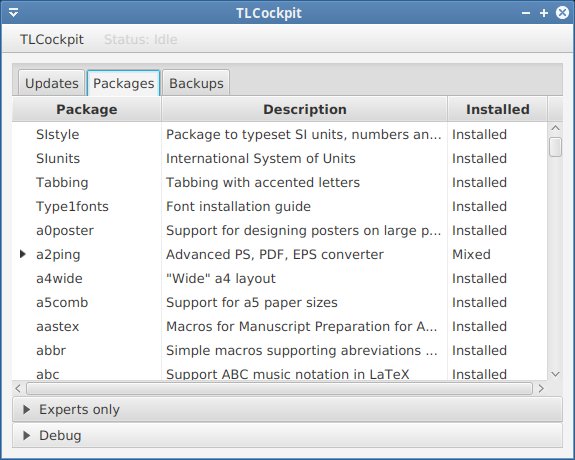 TLCockpit
TLCockpit Status: Idle
Updates Packages Backups
Package Description Installed
SIstyle Package to typeset SI units, numbers an... Installed
SIunits International System of Units Installed
Tabbing Tabbing with accented letters Installed
Type1fonts Font installation guide Installed
a0poster Support for designing posters on large p... Installed
a2ping Advanced PS, PDF, EPS converter Mixed
a4wide "Wide" a4 layout Installed
a5comb Support for a5 paper sizes Installed
aastex Macros for Manuscript Preparation for A... Installed
abbr Simple macros supporting abreviations ... Installed
abc Support ABC music notation in LaTeX Installed
Experts only
Debug